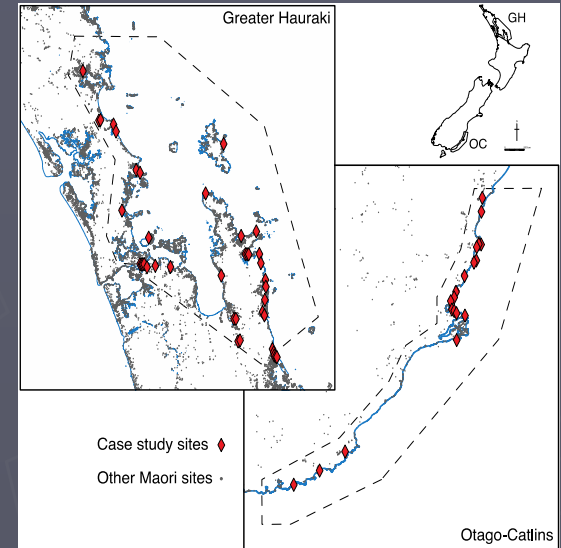 Greater Hauraki
GH
OC
Case study sites
Other Maori sites
Otago-Catlins